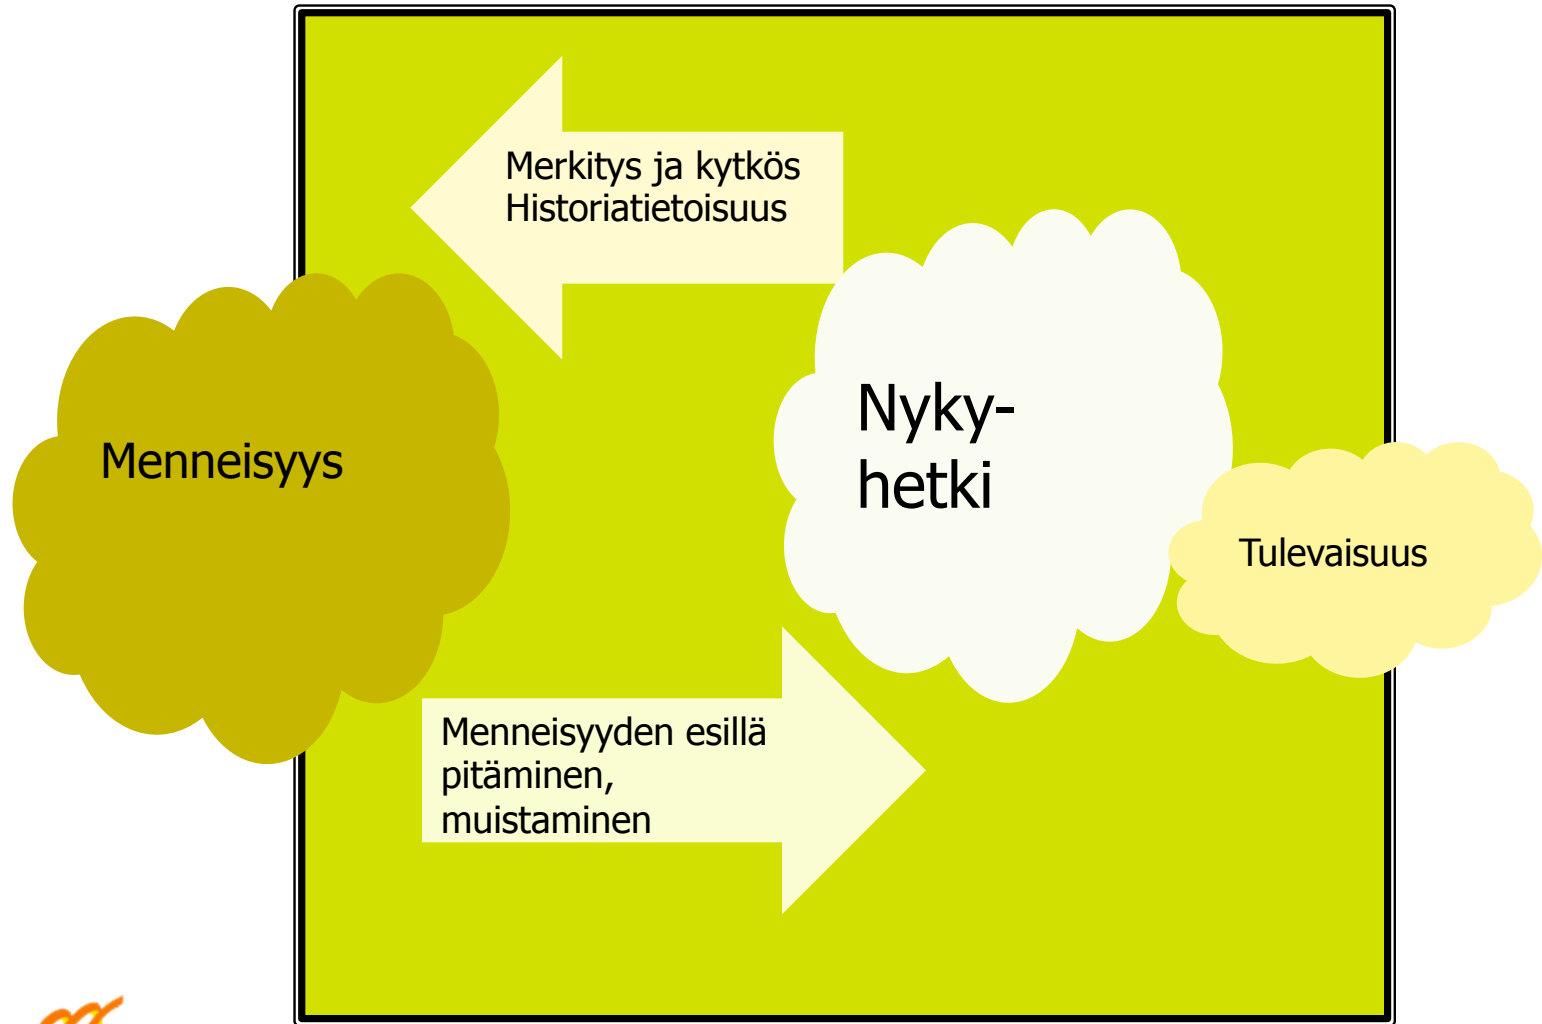 Merkitys ja kytkös
Historiatietoisuus
Nyky-
hetki
Menneisyys
Tulevaisuus
Menneisyyden esillä
pitäminen,
muistaminen